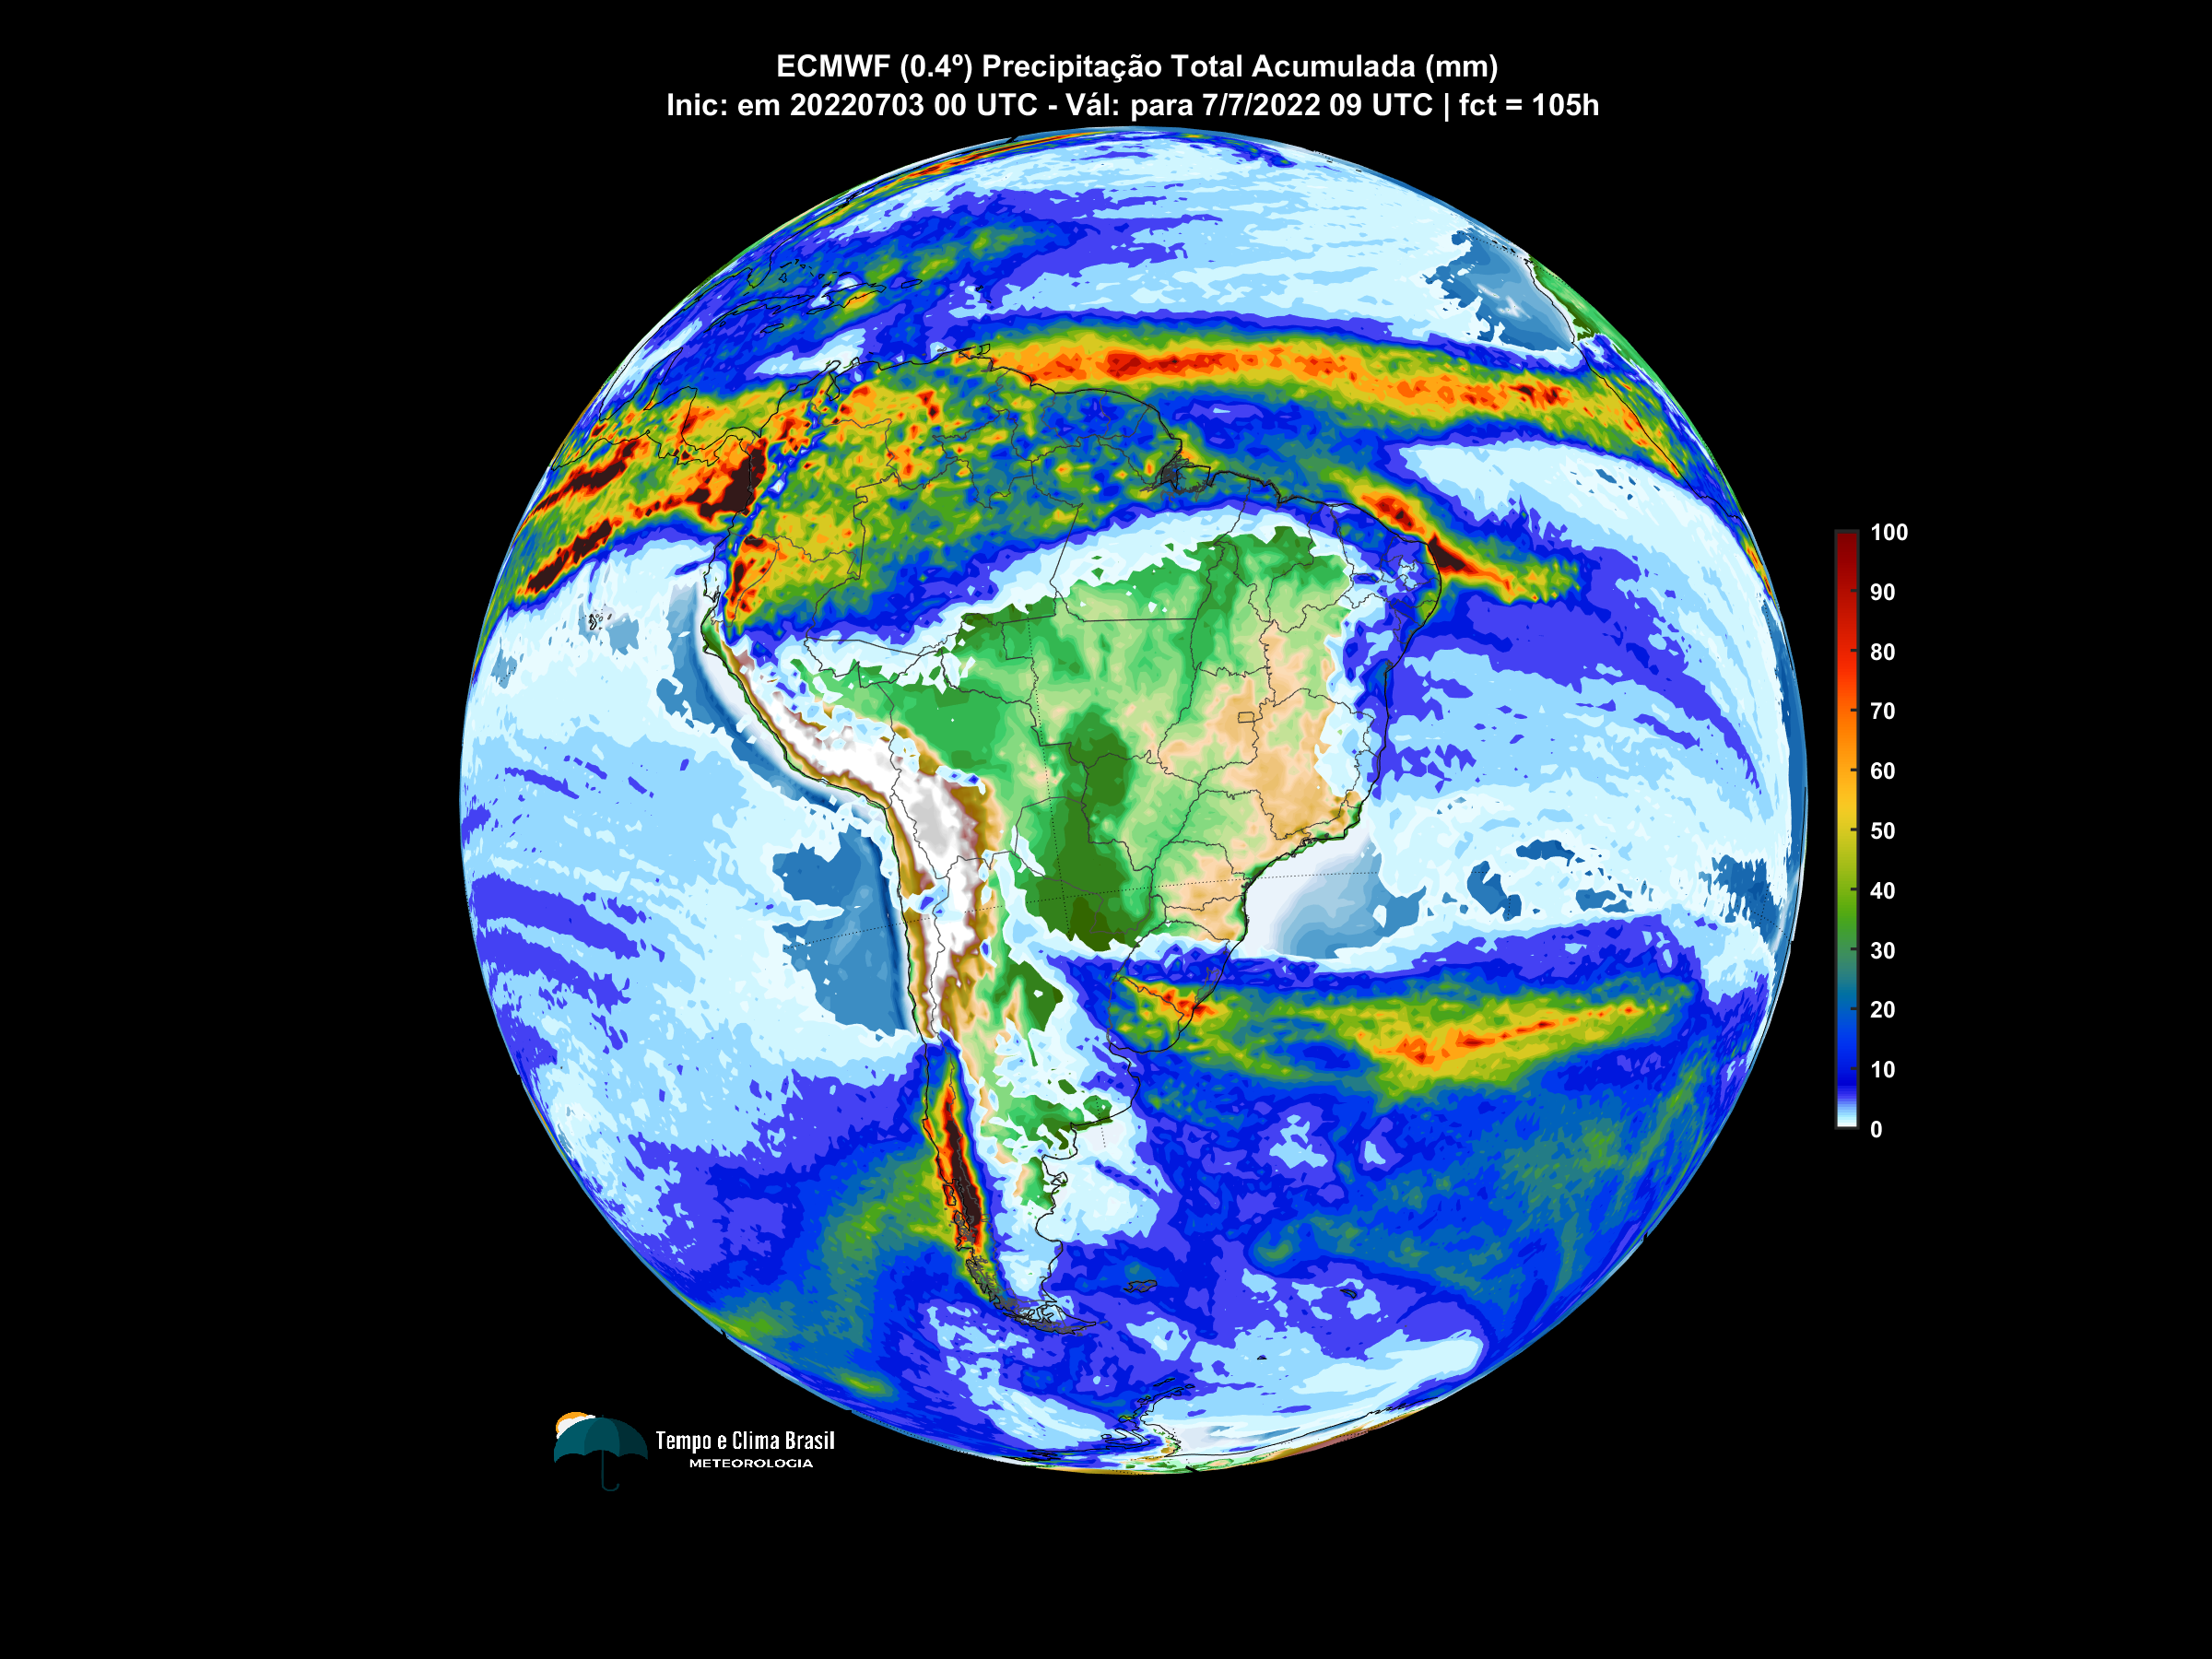 ECMWF (0.4º) Precipitação Total Acumulada (mm)
Inic: em 20220703 00 UTC - Vál: para 7/7/2022 09 UTC | fct = 105h
100
90
80
70
60
50
40
30
20
10
0
Tempo e Clima Brasil
METEOROLOGIA